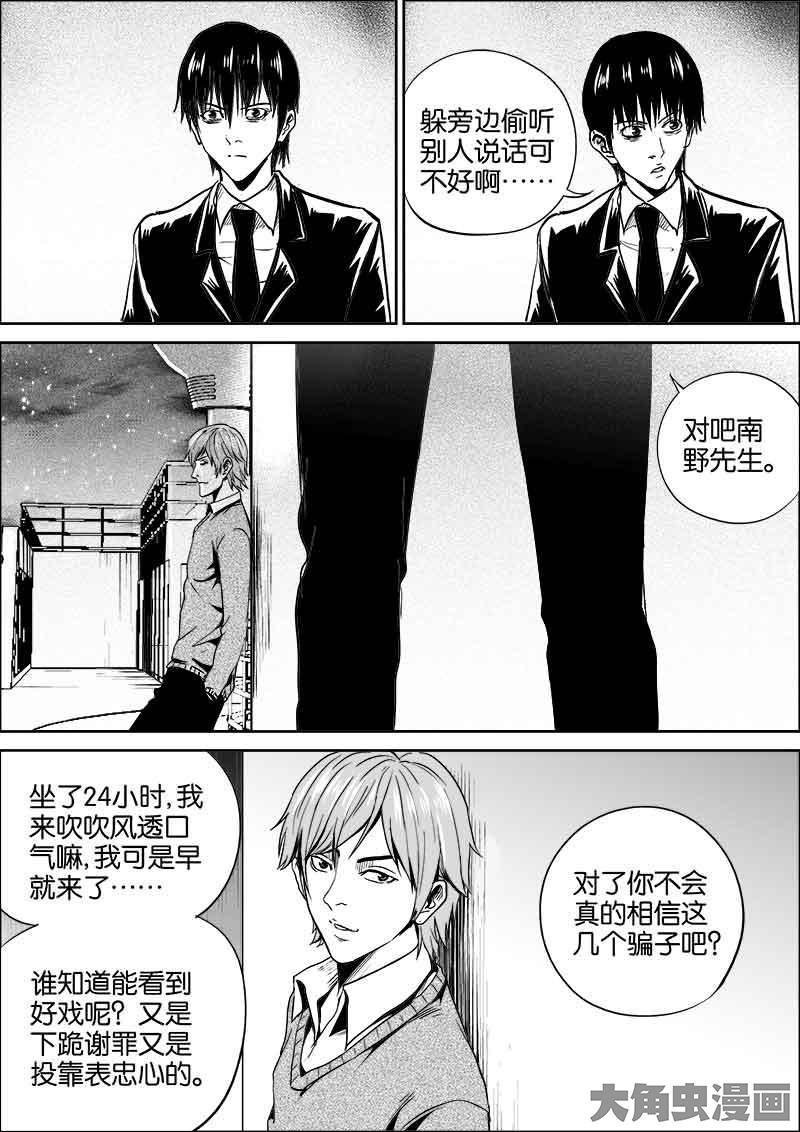 躲旁边偷听
别人说话可
不好啊……
对吧南
野先生。
坐了24小时,我
来吹吹风透口
气嘛,我可是早
就来了……
谁知道能看到
好戏呢？又是
下跪谢罪又是
投靠表忠心的。
对了你不会
真的相信这
几个骗子吧？
大角虫漫画